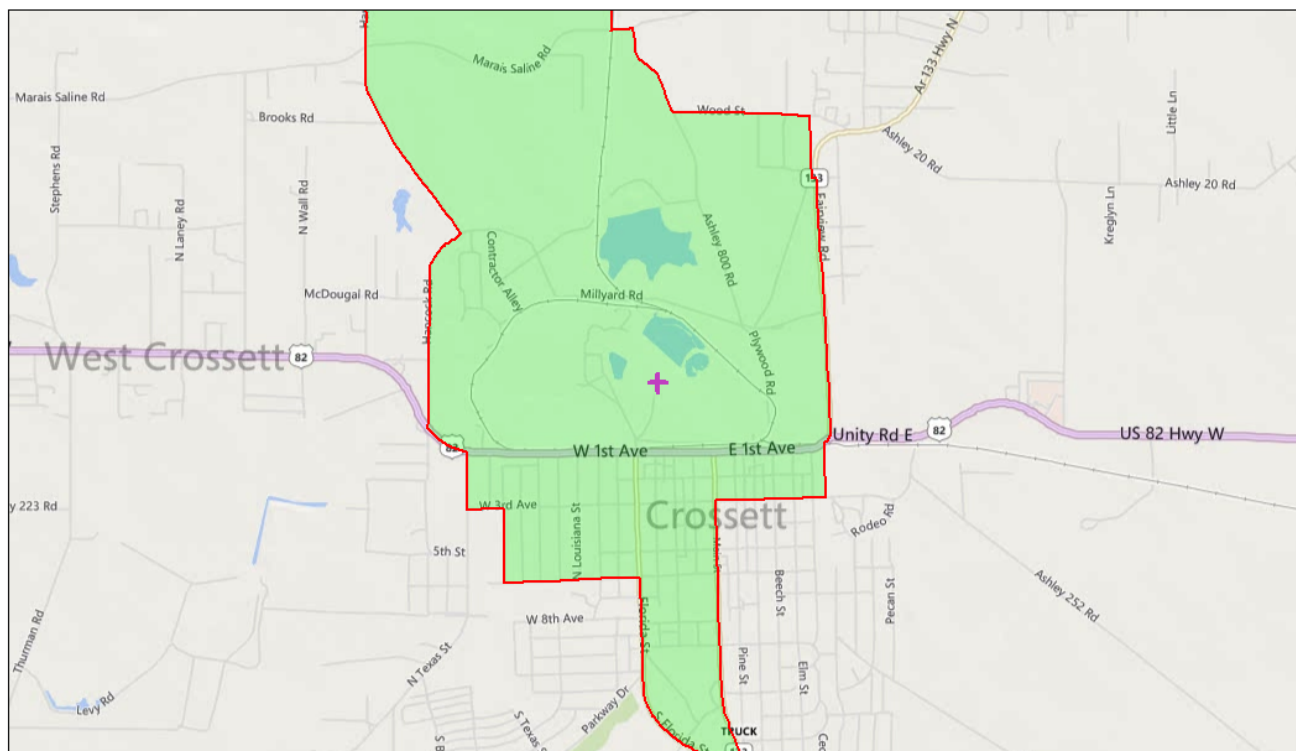 Marais Saline Rd
Ar 133 Hwy N
Marais Saline Rd
Brooks Rd
Wood St
Little Ln
Ashley 20 Rd
Ashley 20 Rd
133
Stephens Rd
N Wall Rd
N Laney Rd
Kreglyn Ln
Fairview Rd
Contractor Alley
Ashley 800 Rd
McDougal Rd
Millyard Rd
Hancock Rd
Plywood Rd
West Crossett
82
82
W 1st Ave
E 1st Ave
Unity Rd E
82
US 82 Hwy W
y 223 Rd
W 3rd Ave
N Louisiana St
Crossett
Rodeo Rd
5th St
Main St
Beech St
Pecan St
Ashley 252 Rd
W 8th Ave
Florida St
Thurman Rd
N Texas St
Pine St
Elm St
Levy Rd
Parkway Dr
S Texas St
S Florida St
TRUCK